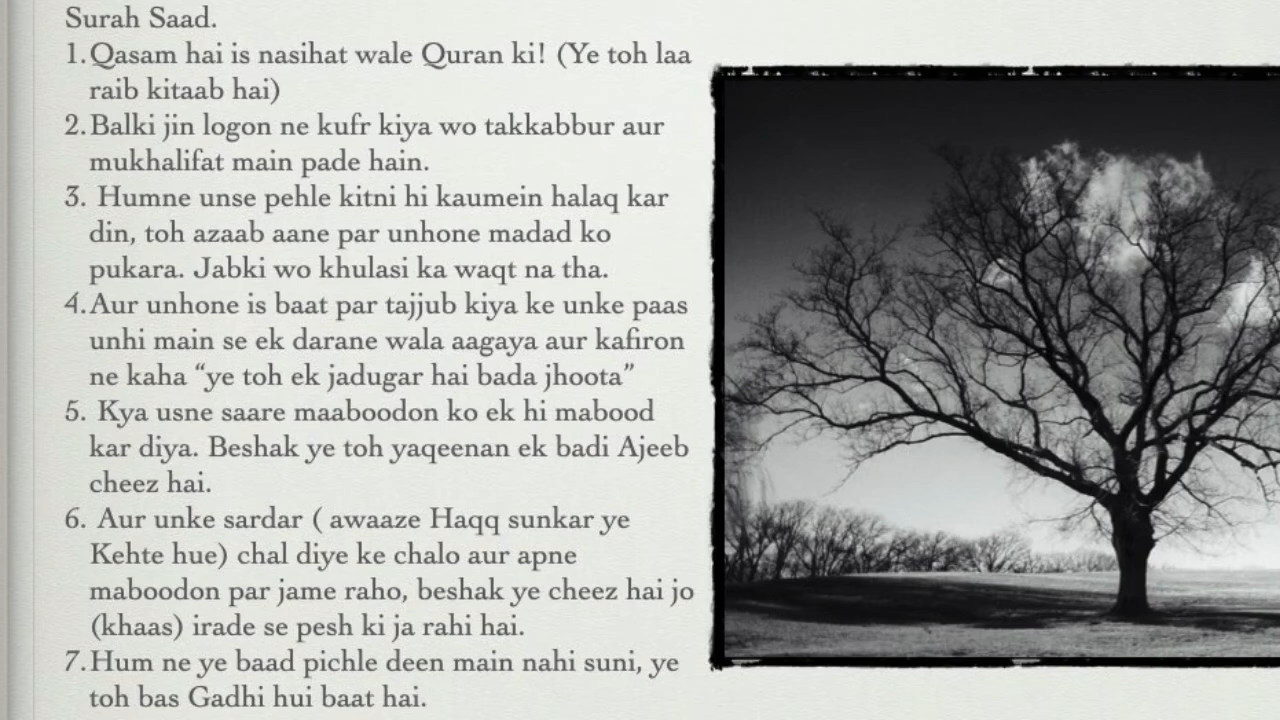 Surah Saad.
1.Qasam hai is nasihat wale Quran ki! (Ye toh laa
raib kitaab hai)
2.Balki jin logon ne kufr kiya wo takkabbur aur
mukhalifat main pade hain.
3. Humne unse pehle kitni hi kaumein halaq kar
din, toh azaab aane par unhone madad ko
pukara. Jabki wo khulasi ka waqt na tha.
4.Aur unhone is baat par tajjub kiya ke unke paas
unhi main se ek darane wala aagaya aur kafiron
ne kaha “ye toh ek jadugar hai bada jhoota”
5. Kya usne saare maaboodon ko ek hi mabood
kar diya. Beshak ye toh yaqeenan ek badi Ajeeb
cheez hai.
6. Aur unke sardar ( awaaze Haqq sunkar ye
Kehte hue) chal diye ke chalo aur apne
maboodon par jame raho, beshak ye cheez hai jo
(khaas) irade se pesh ki ja rahi hai.
7.Hum ne ye baad pichle deen main nahi suni, ye
toh bas Gadhi hui baat hai.